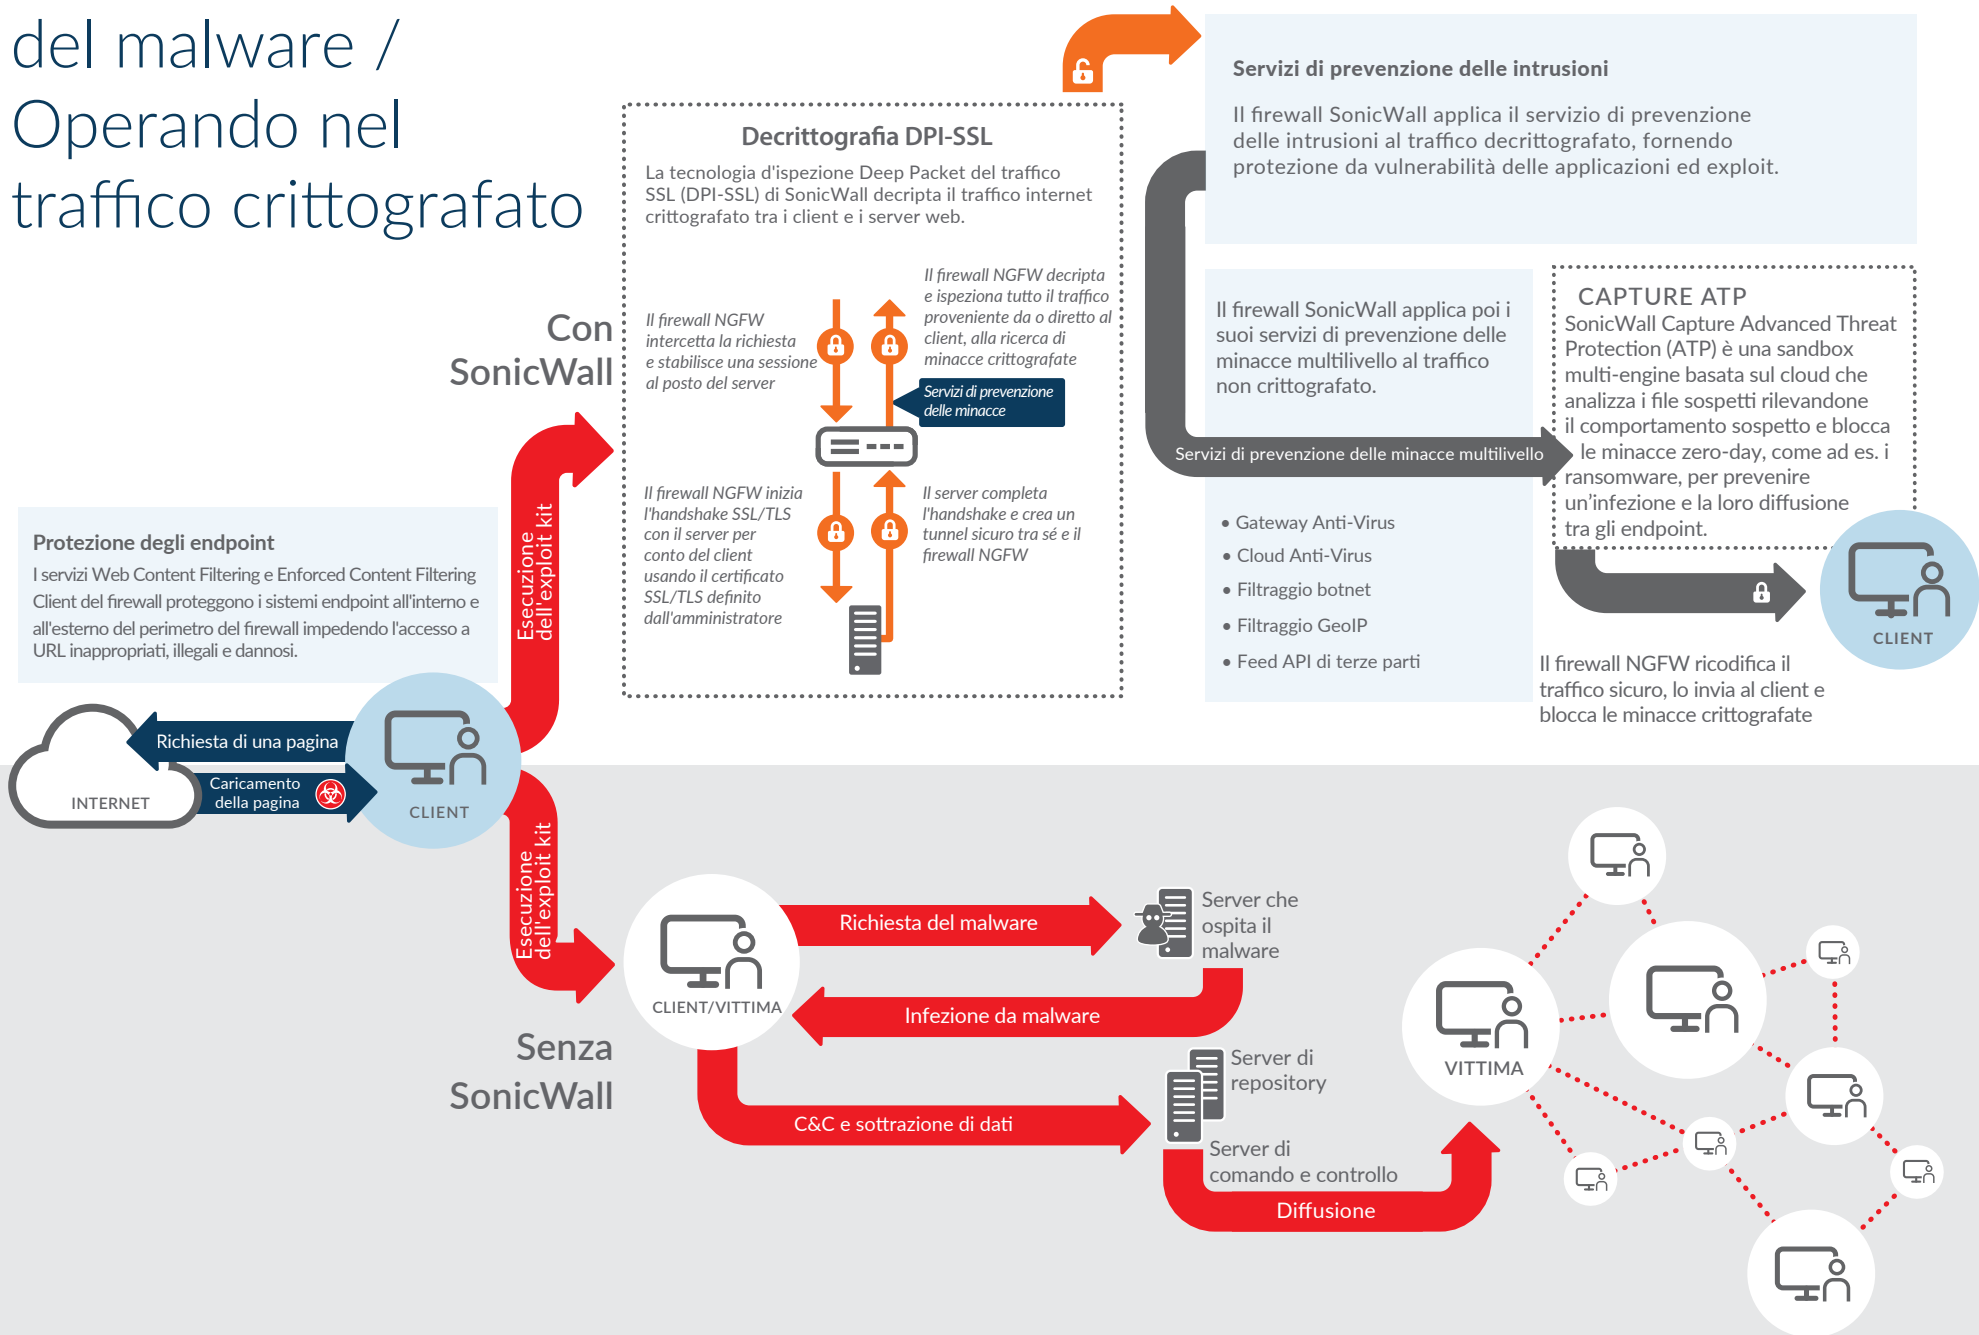 del malware /
Operando nel
traffico crittografato
Con
SonicWall
Decrittografia DPI-SSL
La tecnologia d'ispezione Deep Packet del traffico
SSL (DPI-SSL) di SonicWall decripta il traffico internet
crittografato tra i client e i server web.
Il firewall NGFW
intercetta la richiesta
e stabilisce una sessione
al posto del server
Il firewall NGFW decripta
e ispeziona tutto il traffico
proveniente da o diretto al
client, alla ricerca di
minacce crittografate
Servizi di prevenzione
delle minacce
Il firewall NGFW inizia
l'handshake SSL/TLS
con il server per
conto del client
usando il certificato
SSL/TLS definito
dall'amministratore
Il server completa
l'handshake e crea un
tunnel sicuro tra sé e il
firewall NGFW
Servizi di prevenzione delle intrusioni
Il firewall SonicWall applica il servizio di prevenzione
delle intrusioni al traffico decrittografato, fornendo
protezione da vulnerabilità delle applicazioni ed exploit.
Il firewall SonicWall applica poi i
suoi servizi di prevenzione delle
minacce multilivello al traffico
non crittografato.
Servizi di prevenzione delle minacce multilivello
• Gateway Anti-Virus
• Cloud Anti-Virus
• Filtraggio botnet
• Filtraggio GeoIP
• Feed API di terze parti
CAPTURE ATP
SonicWall Capture Advanced Threat
Protection (ATP) è una sandbox
multi-engine basata sul cloud che
analizza i file sospetti rilevandone
il comportamento sospetto e blocca
le minacce zero-day, come ad es. i
ransomware, per prevenire
un'infezione e la loro diffusione
tra gli endpoint.
CLIENT
Il firewall NGFW ricodifica il
traffico sicuro, lo invia al client e
blocca le minacce crittografate
Protezione degli endpoint
I servizi Web Content Filtering e Enforced Content Filtering
Client del firewall proteggono i sistemi endpoint all'interno e
all'esterno del perimetro del firewall impedendo l'accesso a
URL inappropriati, illegali e dannosi.
Esecuzione
dell'exploit kit
Richiesta di una pagina
Caricamento
della pagina
INTERNET
CLIENT
Esecuzione
dell'exploit kit
Senza
SonicWall
CLIENT/VITTIMA
Richiesta del malware
Server che
ospita il
malware
Infezione da malware
Server di
repository
C&C e sottrazione di dati
Server di
comando e controllo
Diffusione
VITTIMA